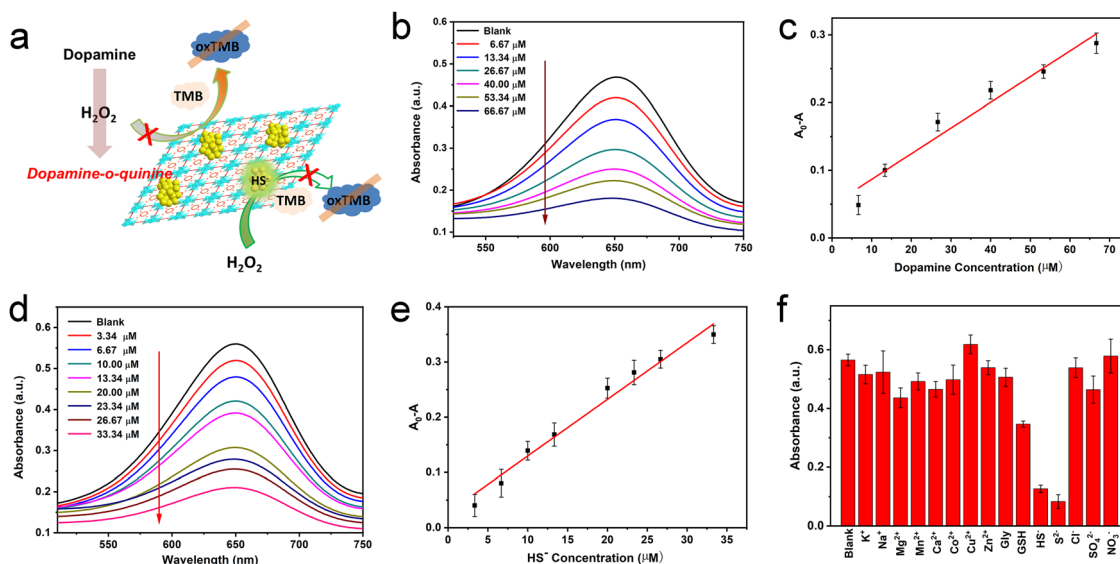 a
Dopamine
H₂O₂
Dopamine-o-quinine
oxTMB
TMB
HS⁻
TMB
oxTMB
H₂O₂
b
Absorbance (a.u.)
0.5
0.4
0.3
0.2
0.1
Blank
6.67 μM
13.34 μM
26.67 μM
40.00 μM
53.34 μM
66.67 μM
550 600 650 700 750
Wavelength (nm)
c
A₀-A
0.3
0.2
0.1
0.0
0 10 20 30 40 50 60 70
Dopamine Concentration (μM)
d
Absorbance (a.u.)
0.6
0.5
0.4
0.3
0.2
0.1
Blank
3.34 μM
6.67 μM
10.00 μM
13.34 μM
20.00 μM
23.34 μM
26.67 μM
33.34 μM
550 600 650 700 750
Wavelength (nm)
e
A₀-A
0.4
0.3
0.2
0.1
0.0
0 5 10 15 20 25 30 35
HS⁻ Concentration (μM)
f
Absorbance (a.u.)
0.6
0.4
0.2
0.0
Blank
K⁺
Na⁺
Mg²⁺
Mn²⁺
Ca²⁺
Co²⁺
Cu²⁺
Zn²⁺
Gly
GSH
HS⁻
S²⁻
Cl⁻
SO₄²⁻
NO₃⁻